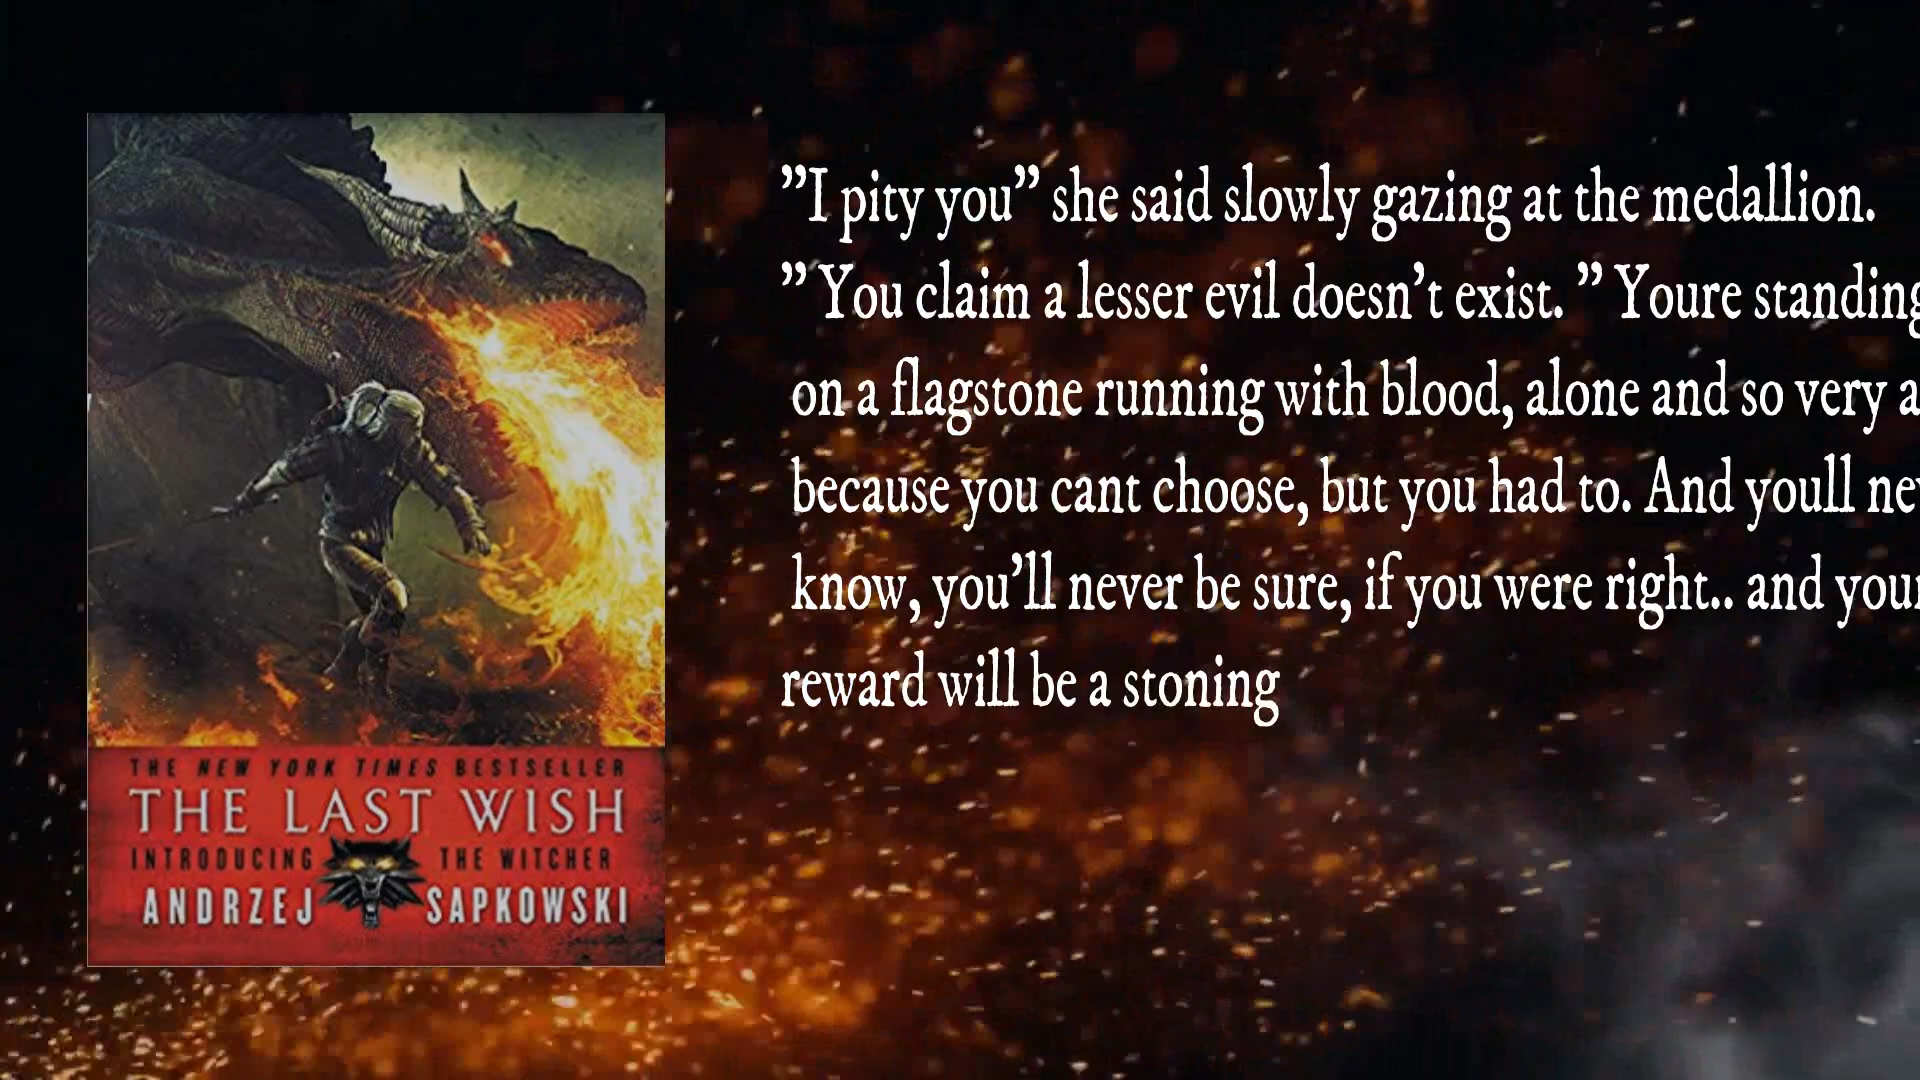 THE NEW YORK TIMES BESTSELLER
THE LAST WISH
INTRODUCING THE WITCHER
ANDRZEJ SAPKOWSKI
”I pity you” she said slowly gazing at the medallion.
” You claim a lesser evil doesn’t exist. ” Youre standing
on a flagstone running with blood, alone and so very
because you cant choose, but you had to. And youll
know, you’ll never be sure, if you were right.. and your
reward will be a stoning